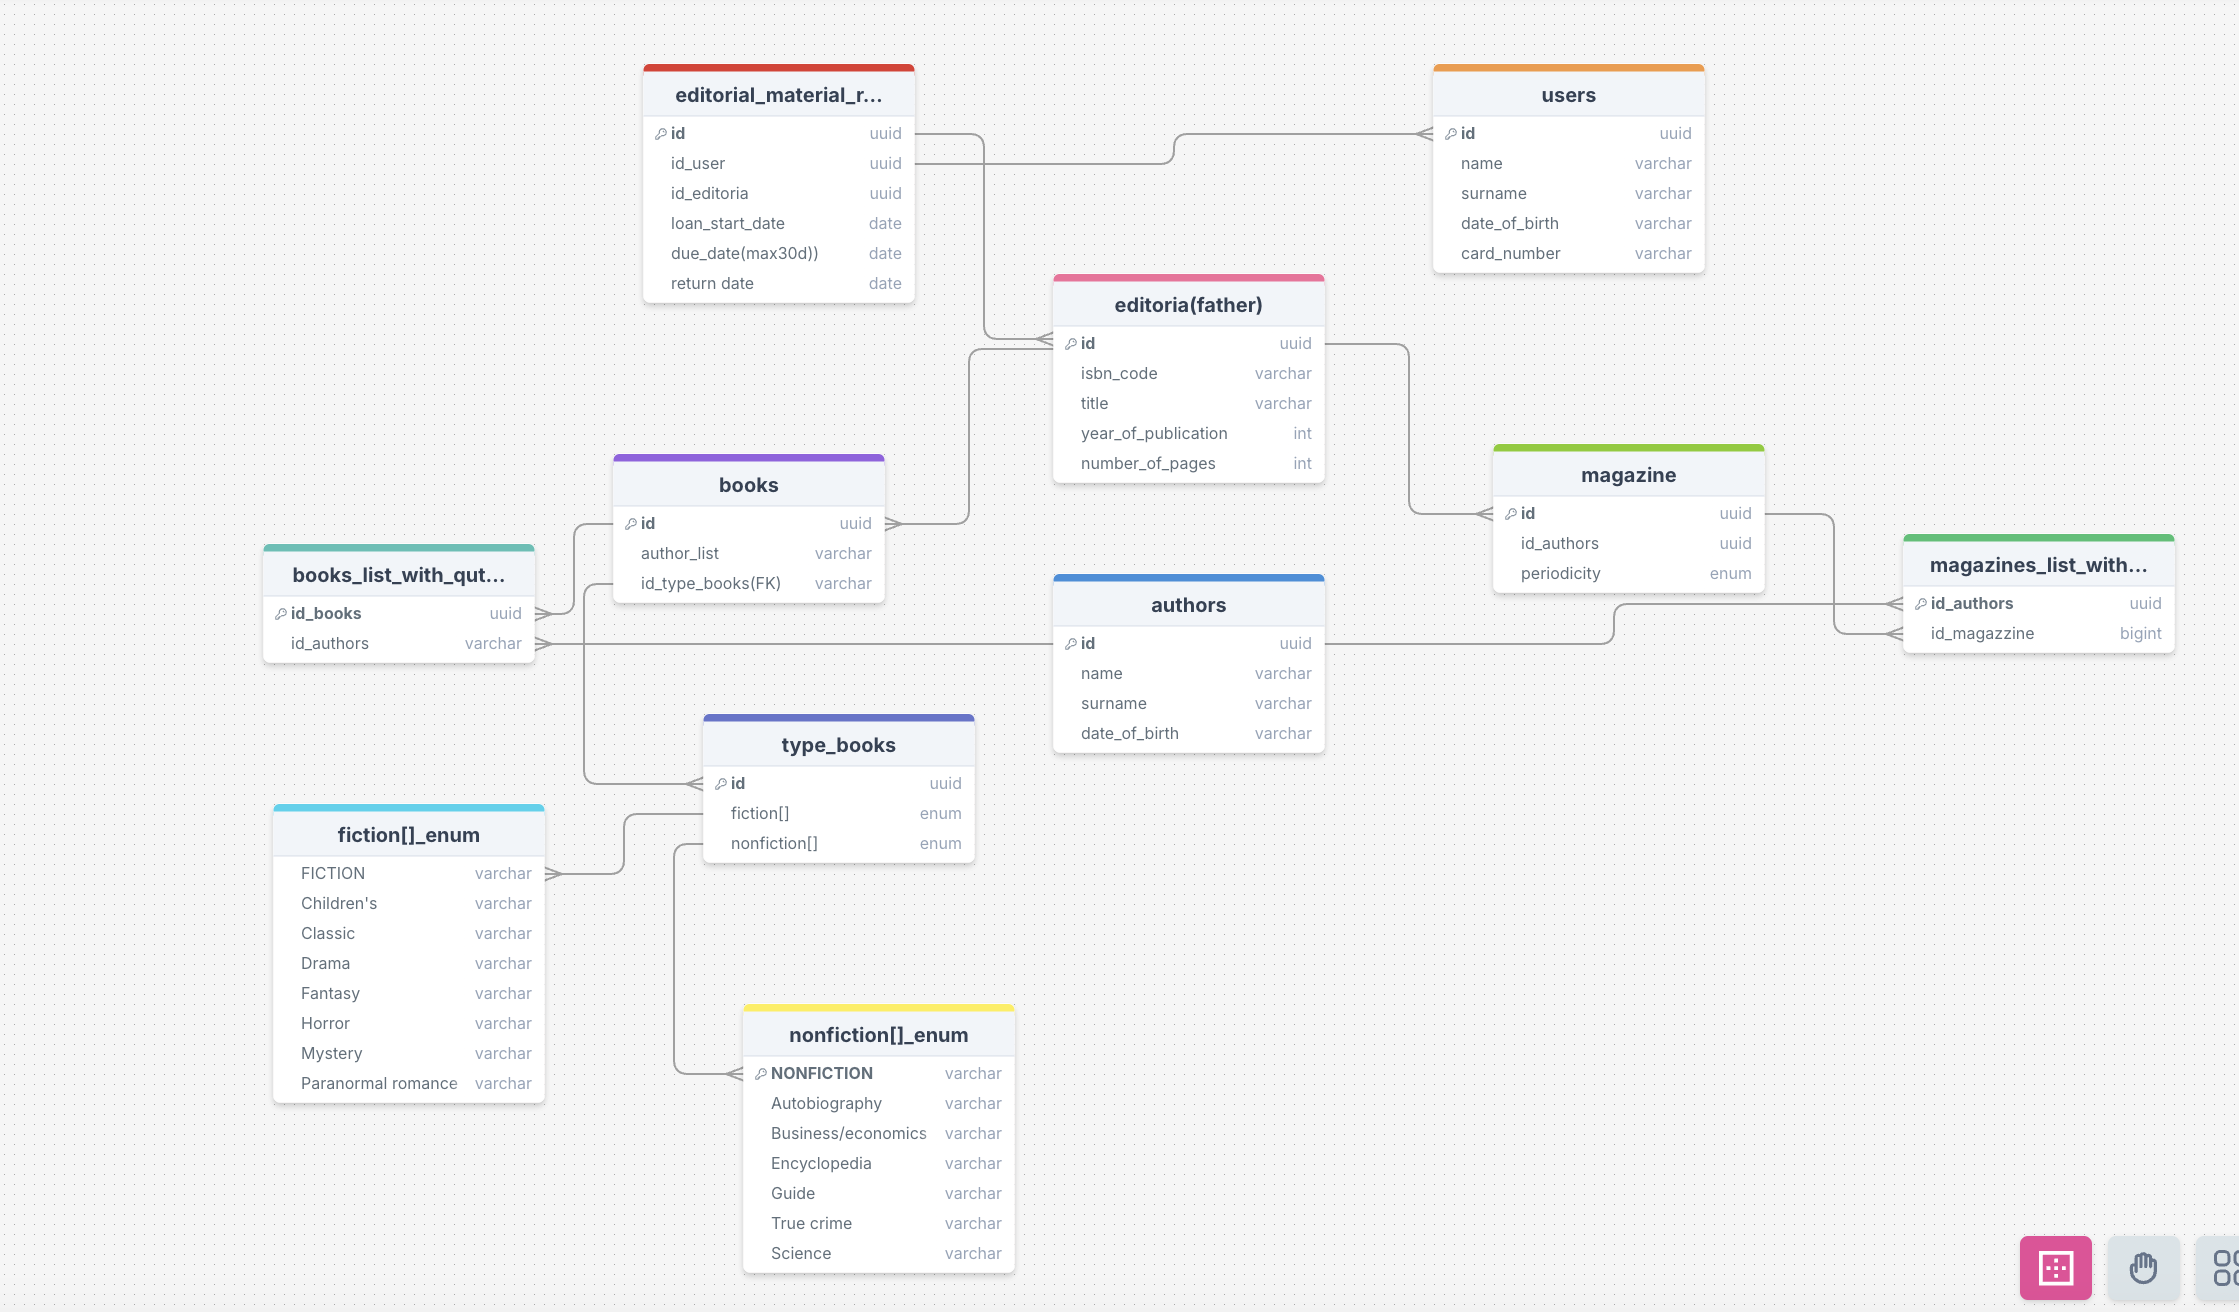 editorial_material_r...
id uuid
id_user uuid
id_editoria uuid
loan_start_date date
due_date(max30d)) date
return date date
users
id uuid
name varchar
surname varchar
date_of_birth varchar
card_number varchar
editoria(father)
id uuid
isbn_code varchar
title varchar
year_of_publication int
number_of_pages int
books
id uuid
author_list varchar
id_type_books(FK) varchar
magazine
id uuid
id_authors uuid
periodicity enum
books_list_with_qut...
id_books uuid
id_authors varchar
authors
id uuid
name varchar
surname varchar
date_of_birth varchar
magazines_list_with...
id_authors uuid
id_magazzine bigint
type_books
id uuid
fiction[] enum
nonfiction[] enum
fiction[]_enum
FICTION varchar
Children's varchar
Classic varchar
Drama varchar
Fantasy varchar
Horror varchar
Mystery varchar
Paranormal romance varchar
nonfiction[]_enum
NONFICTION varchar
Autobiography varchar
Business/economics varchar
Encyclopedia varchar
Guide varchar
True crime varchar
Science varchar